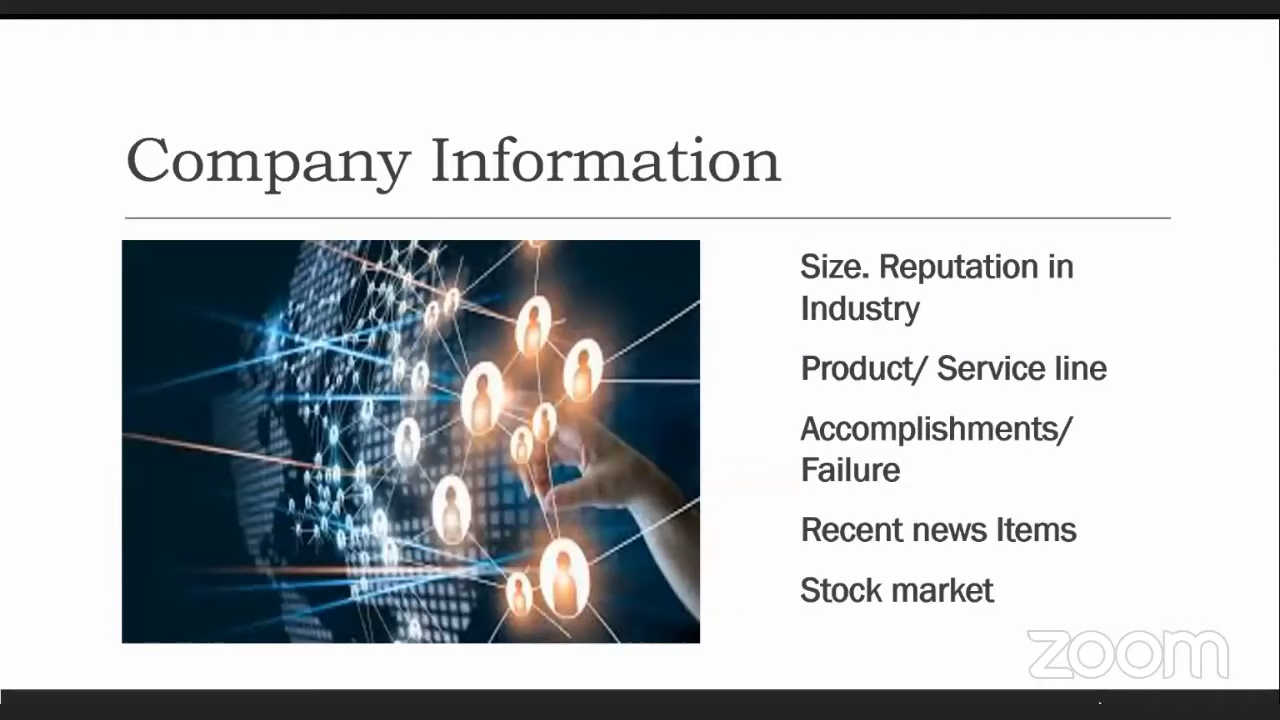 Company Information
Size. Reputation in
Industry
Product/ Service line
Accomplishments/
Failure
Recent news Items
Stock market
zoom